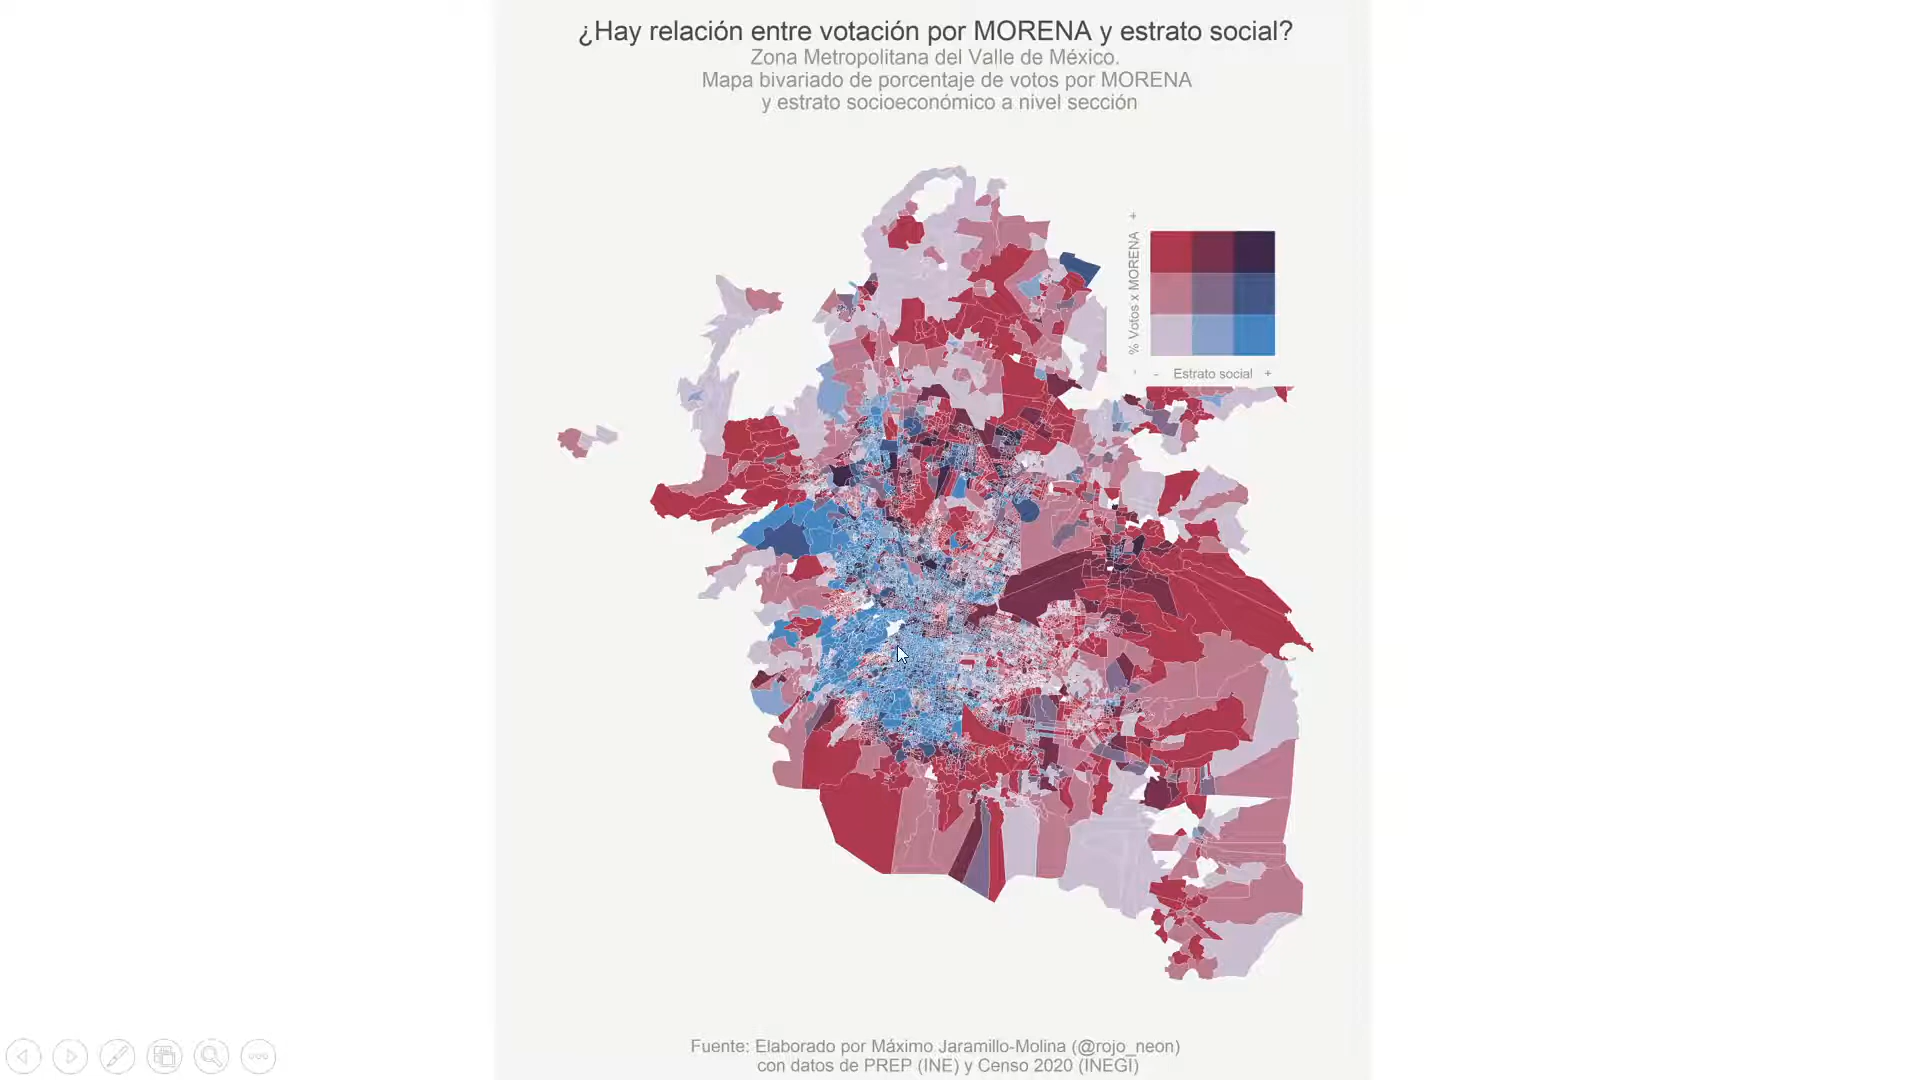 ¿Hay relación entre votación por MORENA y estrato social?
Zona Metropolitana del Valle de México.
Mapa bivariado de porcentaje de votos por MORENA
y estrato socioeconómico a nivel sección
% Votos x MORENA +
- Estrato social +
Fuente: Elaborado por Máximo Jaramillo-Molina (@rojo_neon)
con datos de PREP (INE) y Censo 2020 (INEGI)